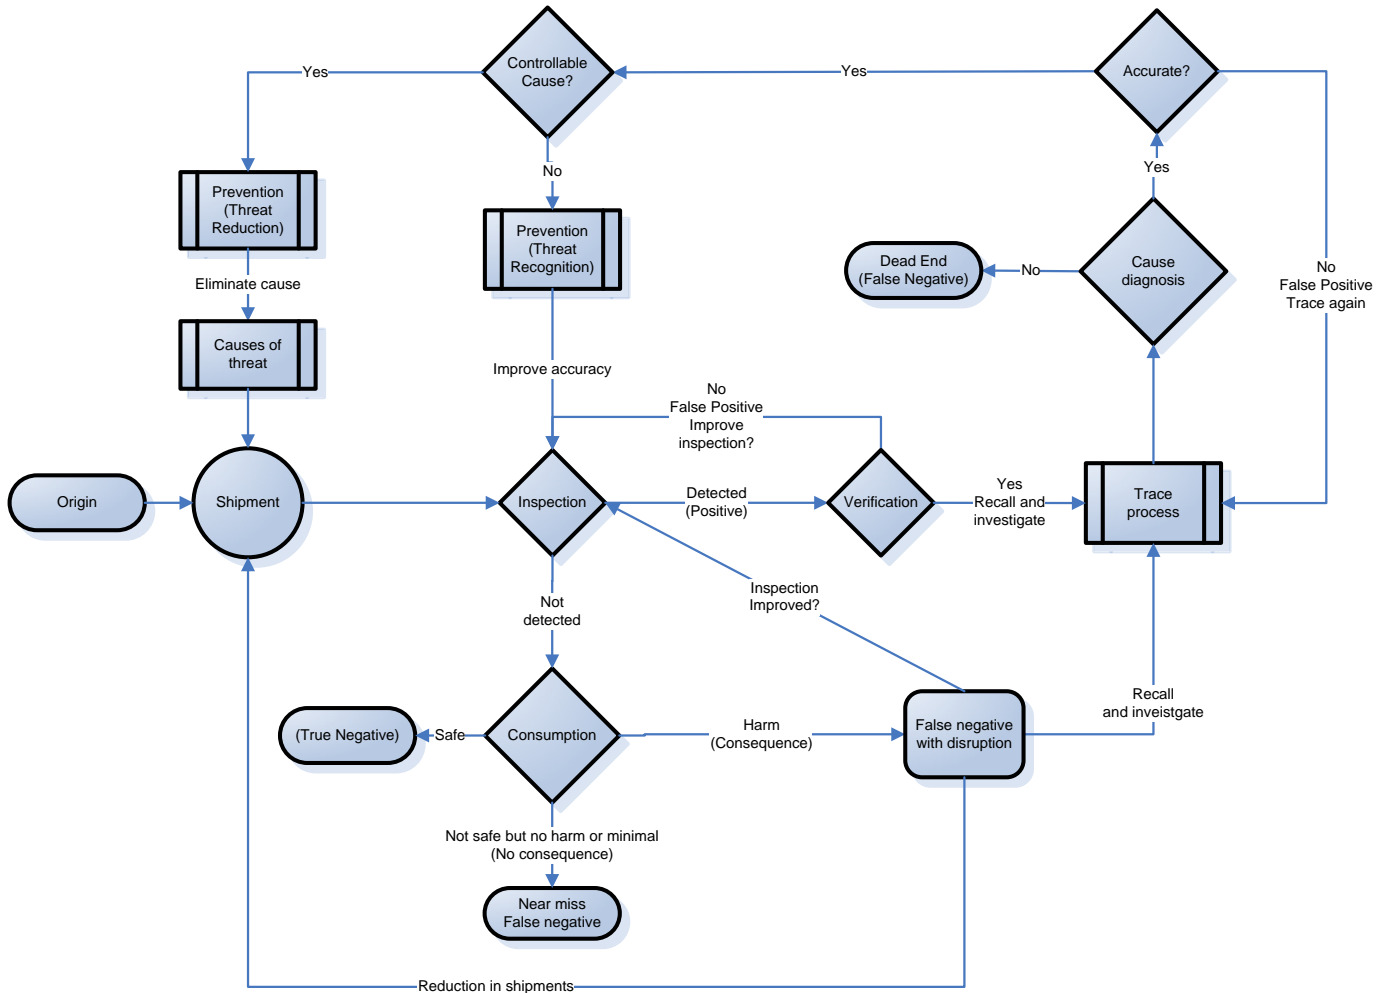 Controllable
Cause?
Accurate?
Yes
Yes
Prevention
(Threat
Reduction)
No
Yes
Prevention
(Threat
Recognition)
Dead End
(False Negative)
No
Cause
diagnosis
No
False Positive
Trace again
Eliminate cause
Causes of
threat
Improve accuracy
No
False Positive
Improve
inspection?
Origin
Shipment
Inspection
Detected
(Positive)
Verification
Yes
Recall and
investigate
Trace
process
Not
detected
Inspection
Improved?
(True Negative)
Safe
Consumption
Harm
(Consequence)
False negative
with disruption
Recall
and inveistgate
Not safe but no harm or minimal
(No consequence)
Near miss
False negative
Reduction in shipments